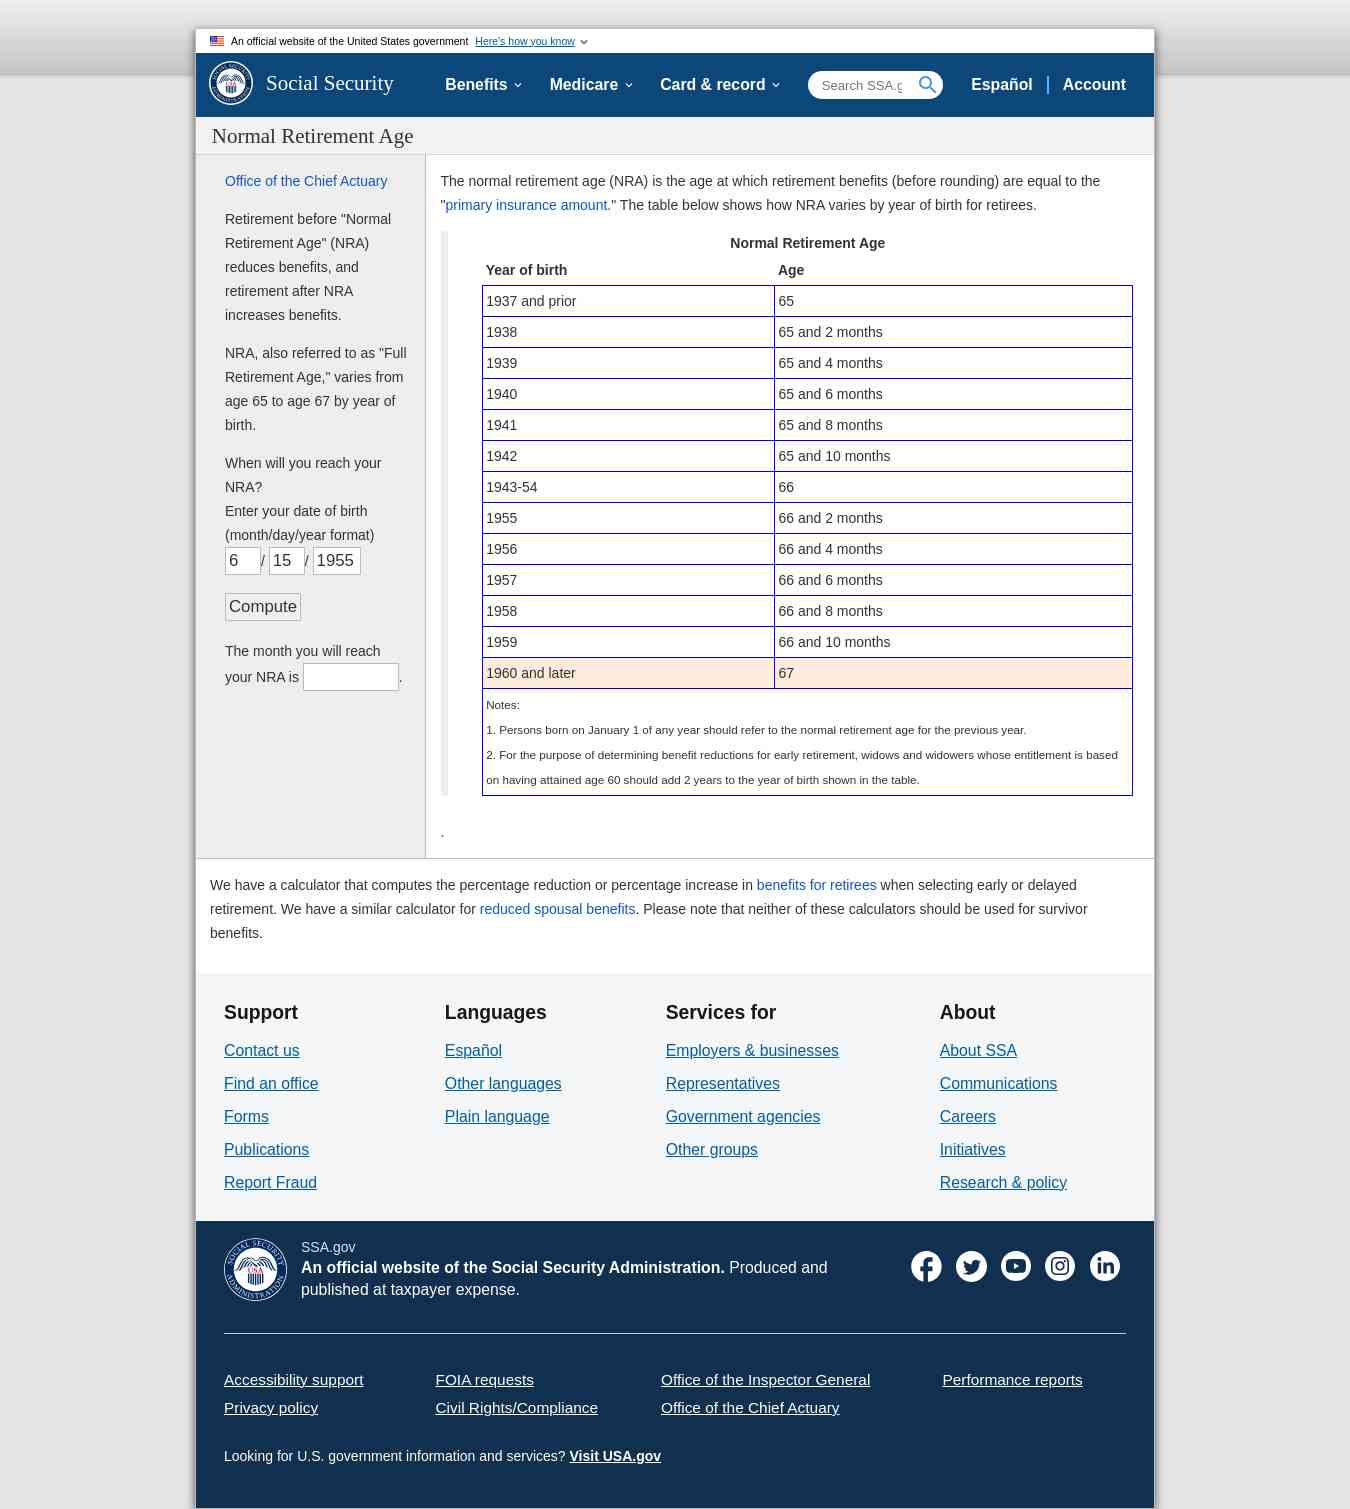 An official website of the United States government Here's how you know
Social Security
Benefits
Medicare
Card & record
Search SSA.g
Español
Account
Normal Retirement Age
Office of the Chief Actuary
Retirement before "Normal
Retirement Age" (NRA)
reduces benefits, and
retirement after NRA
increases benefits.
NRA, also referred to as "Full
Retirement Age," varies from
age 65 to age 67 by year of
birth.
When will you reach your
NRA?
Enter your date of birth
(month/day/year format)
6 / 15 / 1955
Compute
The month you will reach
your NRA is .
The normal retirement age (NRA) is the age at which retirement benefits (before rounding) are equal to the
"primary insurance amount." The table below shows how NRA varies by year of birth for retirees.
Normal Retirement Age
Year of birth Age
1937 and prior 65
1938 65 and 2 months
1939 65 and 4 months
1940 65 and 6 months
1941 65 and 8 months
1942 65 and 10 months
1943-54 66
1955 66 and 2 months
1956 66 and 4 months
1957 66 and 6 months
1958 66 and 8 months
1959 66 and 10 months
1960 and later 67
Notes:
1. Persons born on January 1 of any year should refer to the normal retirement age for the previous year.
2. For the purpose of determining benefit reductions for early retirement, widows and widowers whose entitlement is based
on having attained age 60 should add 2 years to the year of birth shown in the table.
.
We have a calculator that computes the percentage reduction or percentage increase in benefits for retirees when selecting early or delayed
retirement. We have a similar calculator for reduced spousal benefits. Please note that neither of these calculators should be used for survivor
benefits.
Support
Contact us
Find an office
Forms
Publications
Report Fraud
Languages
Español
Other languages
Plain language
Services for
Employers & businesses
Representatives
Government agencies
Other groups
About
About SSA
Communications
Careers
Initiatives
Research & policy
SOCIAL SECURITY
USA
ADMINISTRATION
SSA.gov
An official website of the Social Security Administration. Produced and
published at taxpayer expense.
Accessibility support
FOIA requests
Office of the Inspector General
Performance reports
Privacy policy
Civil Rights/Compliance
Office of the Chief Actuary
Looking for U.S. government information and services? Visit USA.gov